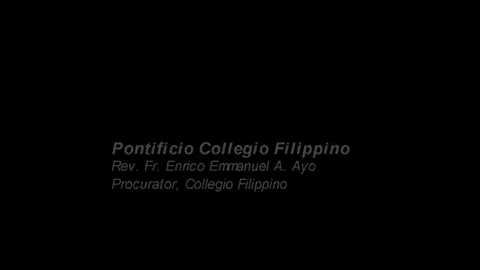 Pontificio Collegio Filippino
Rev. Fr. Enrico Emmanuel A. Ayo
Procurator, Collegio Filippino